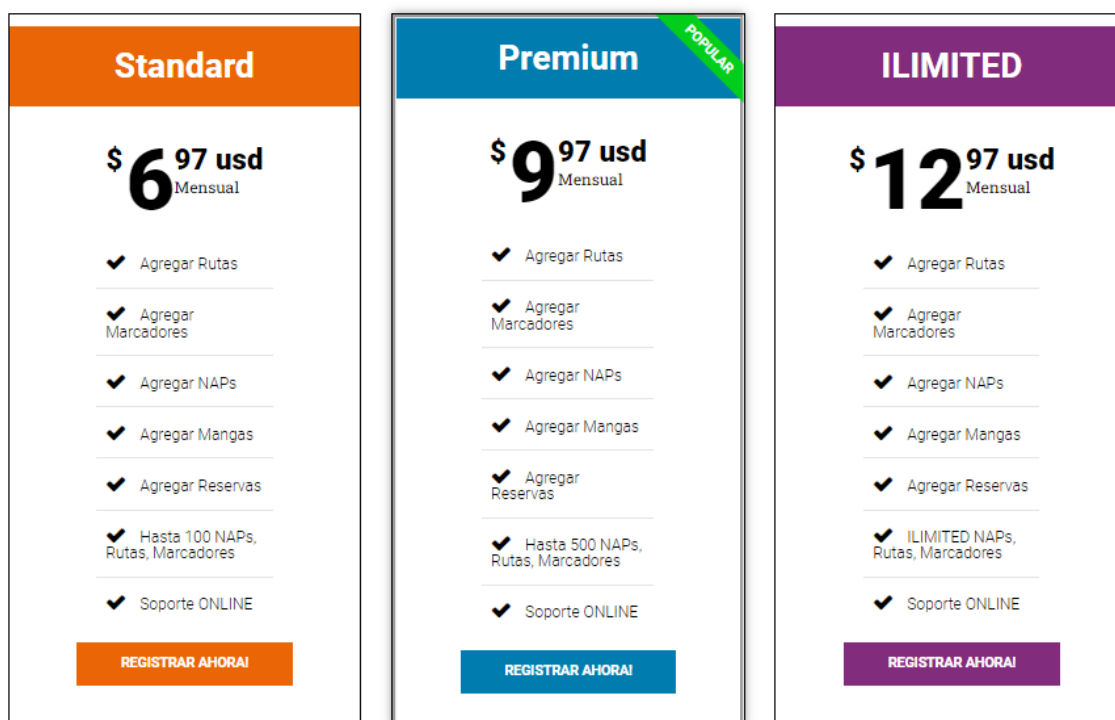 Standard
$ 6 97 usd
Mensual
Agregar Rutas
Agregar
Marcadores
Agregar NAPs
Agregar Mangas
Agregar Reservas
Hasta 100 NAPs,
Rutas, Marcadores
Soporte ONLINE
REGISTRAR AHORA!
Premium
POPULAR
$ 9 97 usd
Mensual
Agregar Rutas
Agregar
Marcadores
Agregar NAPs
Agregar Mangas
Agregar
Reservas
Hasta 500 NAPs,
Rutas, Marcadores
Soporte ONLINE
REGISTRAR AHORA!
ILIMITED
$ 12 97 usd
Mensual
Agregar Rutas
Agregar
Marcadores
Agregar NAPs
Agregar Mangas
Agregar Reservas
ILIMITED NAPs,
Rutas, Marcadores
Soporte ONLINE
REGISTRAR AHORA!